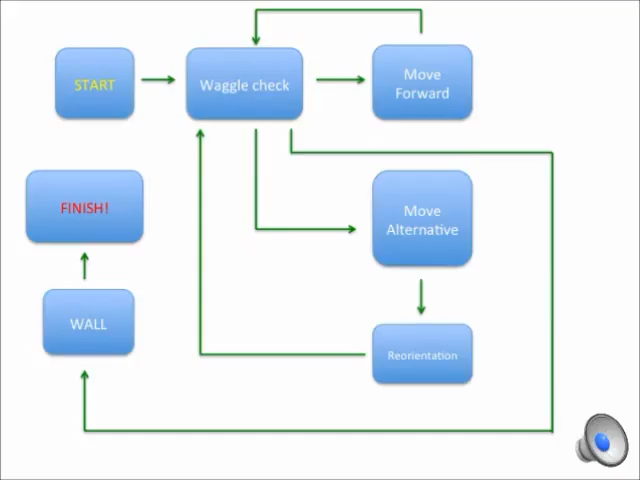 START
Waggle check
Move
Forward
FINISH!
Move
Alternative
WALL
Reorientation